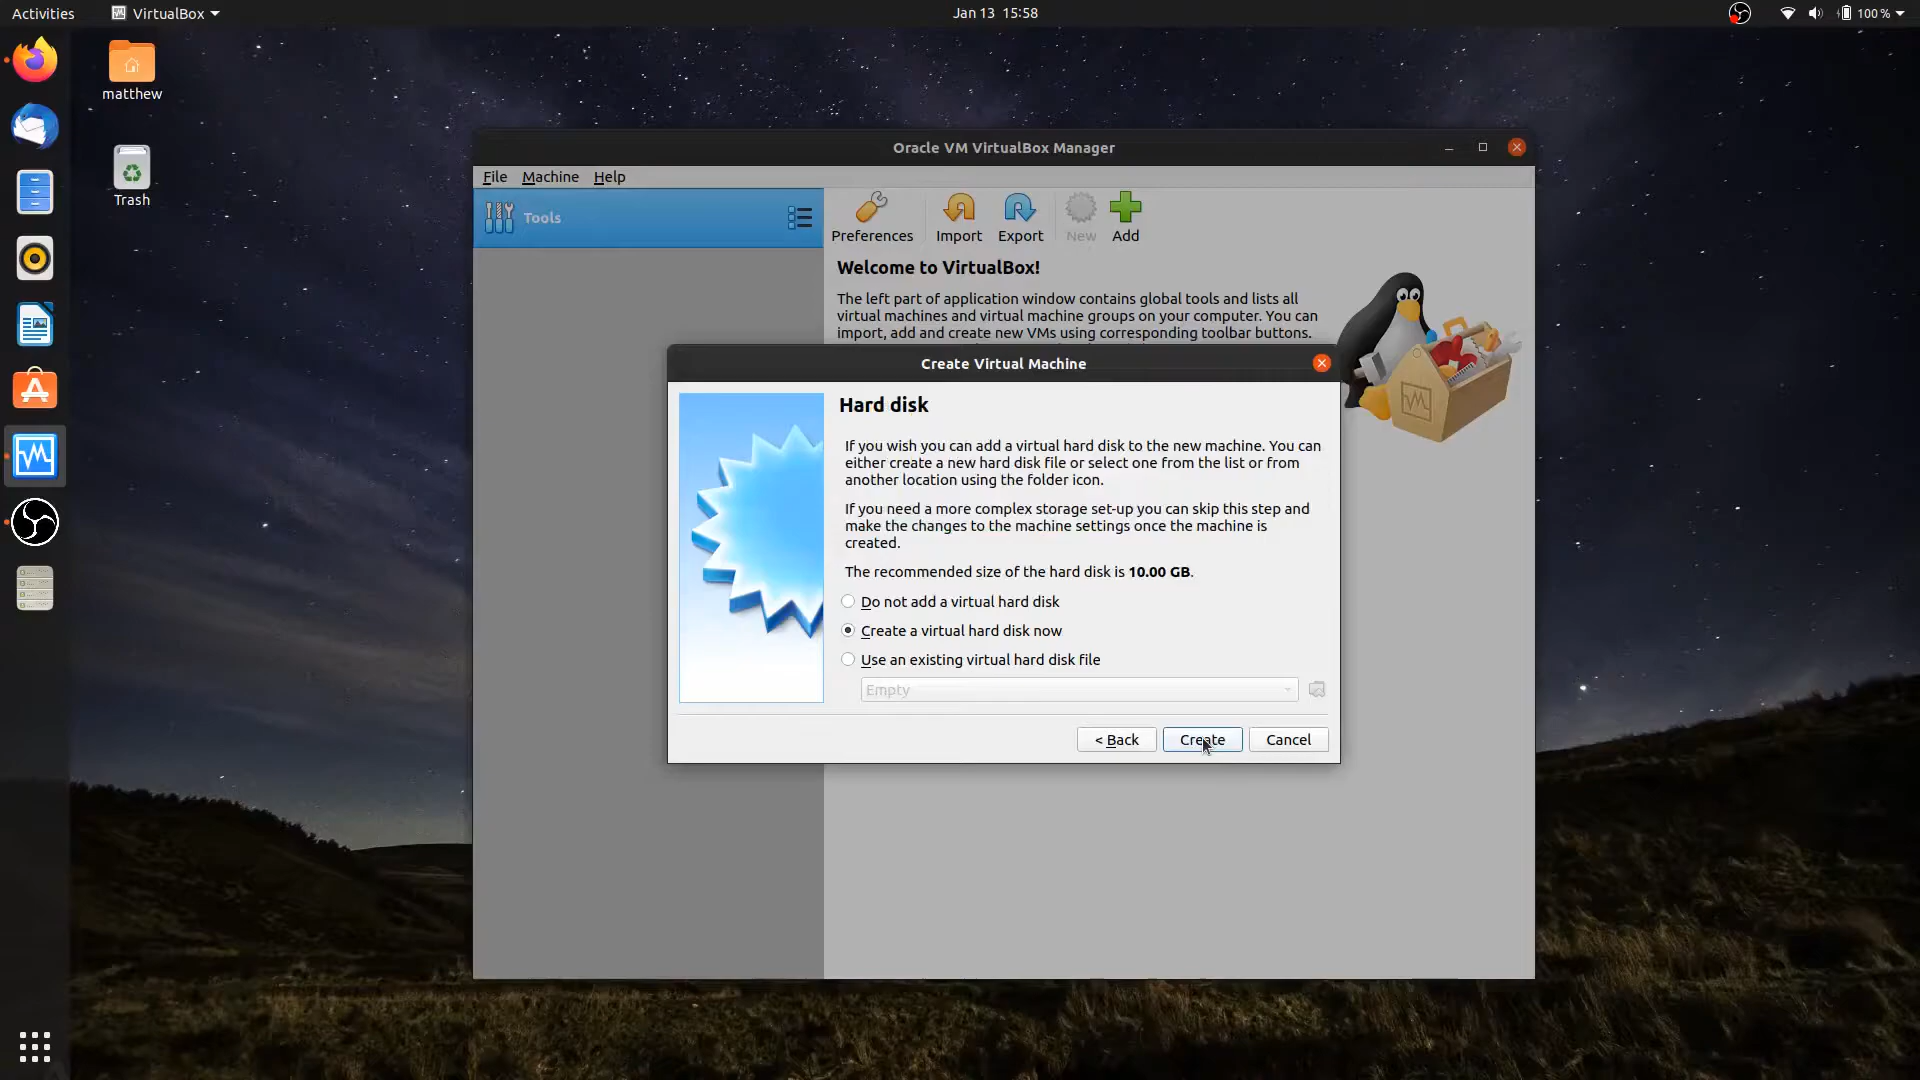 Activities
VirtualBox
Jan 13 15:58
100 %
matthew
Trash
Oracle VM VirtualBox Manager
File Machine Help
Tools
Preferences Import Export New Add
Welcome to VirtualBox!
The left part of application window contains global tools and lists all
virtual machines and virtual machine groups on your computer. You can
import, add and create new VMs using corresponding toolbar buttons.
Create Virtual Machine
Hard disk
If you wish you can add a virtual hard disk to the new machine. You can
either create a new hard disk file or select one from the list or from
another location using the folder icon.
If you need a more complex storage set-up you can skip this step and
make the changes to the machine settings once the machine is
created.
The recommended size of the hard disk is 10.00 GB.
Do not add a virtual hard disk
Create a virtual hard disk now
Use an existing virtual hard disk file
Empty
< Back Create Cancel